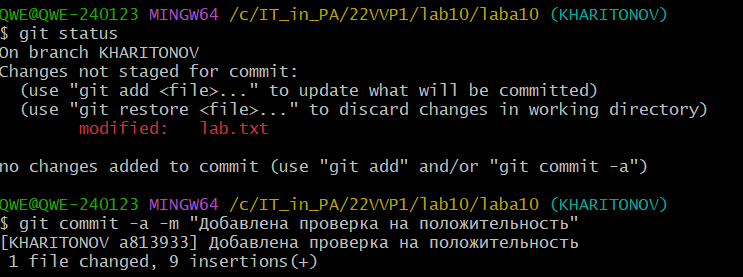 QWE@QWE-240123 MINGW64 /c/IT_in_PA/22VVP1/lab10/laba10 (KHARITONOV)
$ git status
On branch KHARITONOV
Changes not staged for commit:
  (use "git add <file>..." to update what will be committed)
  (use "git restore <file>..." to discard changes in working directory)
        modified:   lab.txt

no changes added to commit (use "git add" and/or "git commit -a")

QWE@QWE-240123 MINGW64 /c/IT_in_PA/22VVP1/lab10/laba10 (KHARITONOV)
$ git commit -a -m "Добавлена проверка на положительность"
[KHARITONOV a813933] Добавлена проверка на положительность
 1 file changed, 9 insertions(+)